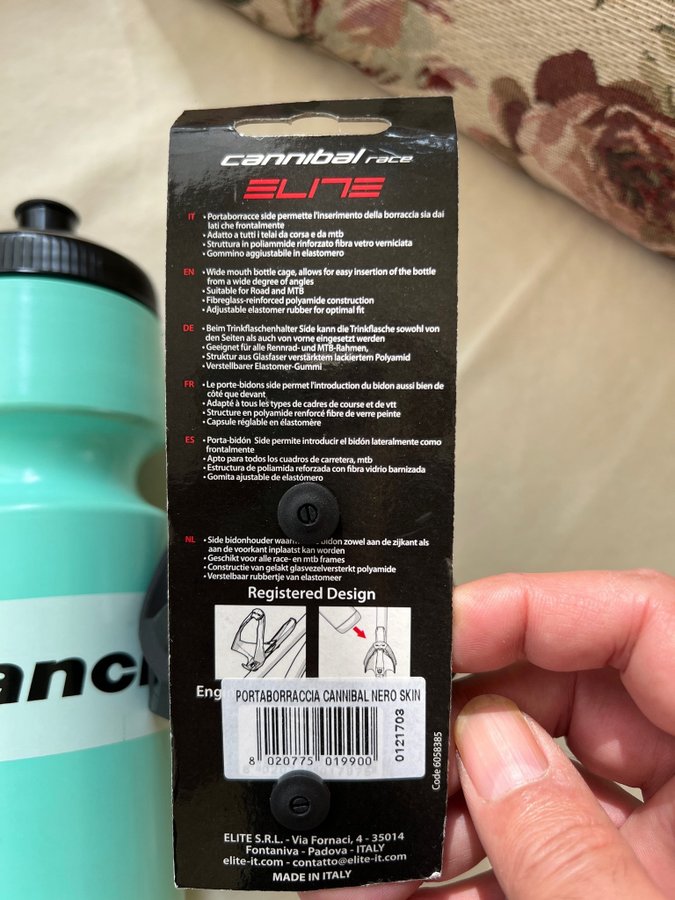 cannibal race
ELITE
IT • Portaborracce side permette l'inserimento della borraccia sia dai
lati che frontalmente
• Adatto a tutti i telai da corsa e da mtb
• Struttura in poliammide rinforzato fibra vetro verniciata
• Gommino aggiustabile in elastomero
EN • Wide mouth bottle cage, allows for easy insertion of the bottle
from a wide degree of angles
• Suitable for Road and MTB
• Fibreglass-reinforced polyamide construction
• Adjustable elastomer rubber for optimal fit
DE • Beim Trinkflaschenhalter Side kann die Trinkflasche sowohl von
den Seiten als auch von vorne eingesetzt werden
• Geeignet für alle Rennrad- und MTB-Rahmen,
• Struktur aus Glasfaser verstärktem lackiertem Polyamid
• Verstellbarer Elastomer-Gummi
FR • Le porte-bidons side permet l'introduction du bidon aussi bien de
côté que devant
• Adapté à tous les types de cadres de course et de vtt
• Structure en polyamide renforcé fibre de verre peinte
• Capsule réglable en élastomère
ES • Porta-bidón Side permite introducir el bidón lateralmente como
frontalmente
• Apto para todos los cuadros de carretera, mtb
• Estructura de poliamida reforzada con fibra vidrio barnizada
• Gomita ajustable de elastómero
NL • Side bidonhouder bidon zowel aan de zijkant als
aan de voorkant inplaatst kan worden
• Geschikt voor alle race- en mtb frames
• Constructie van gelakt glasvezelversterkt polyamide
• Verstelbaar rubbertje van elastomeer
Registered Design
Eng
PORTABORRACCIA CANNIBAL NERO SKIN
8 020775 019900
0121703
Code 6058385
ELITE S.R.L. - Via Fornaci, 4 - 35014
Fontaniva - Padova - ITALY
elite-it.com - contatto@elite-it.com
MADE IN ITALY
anc